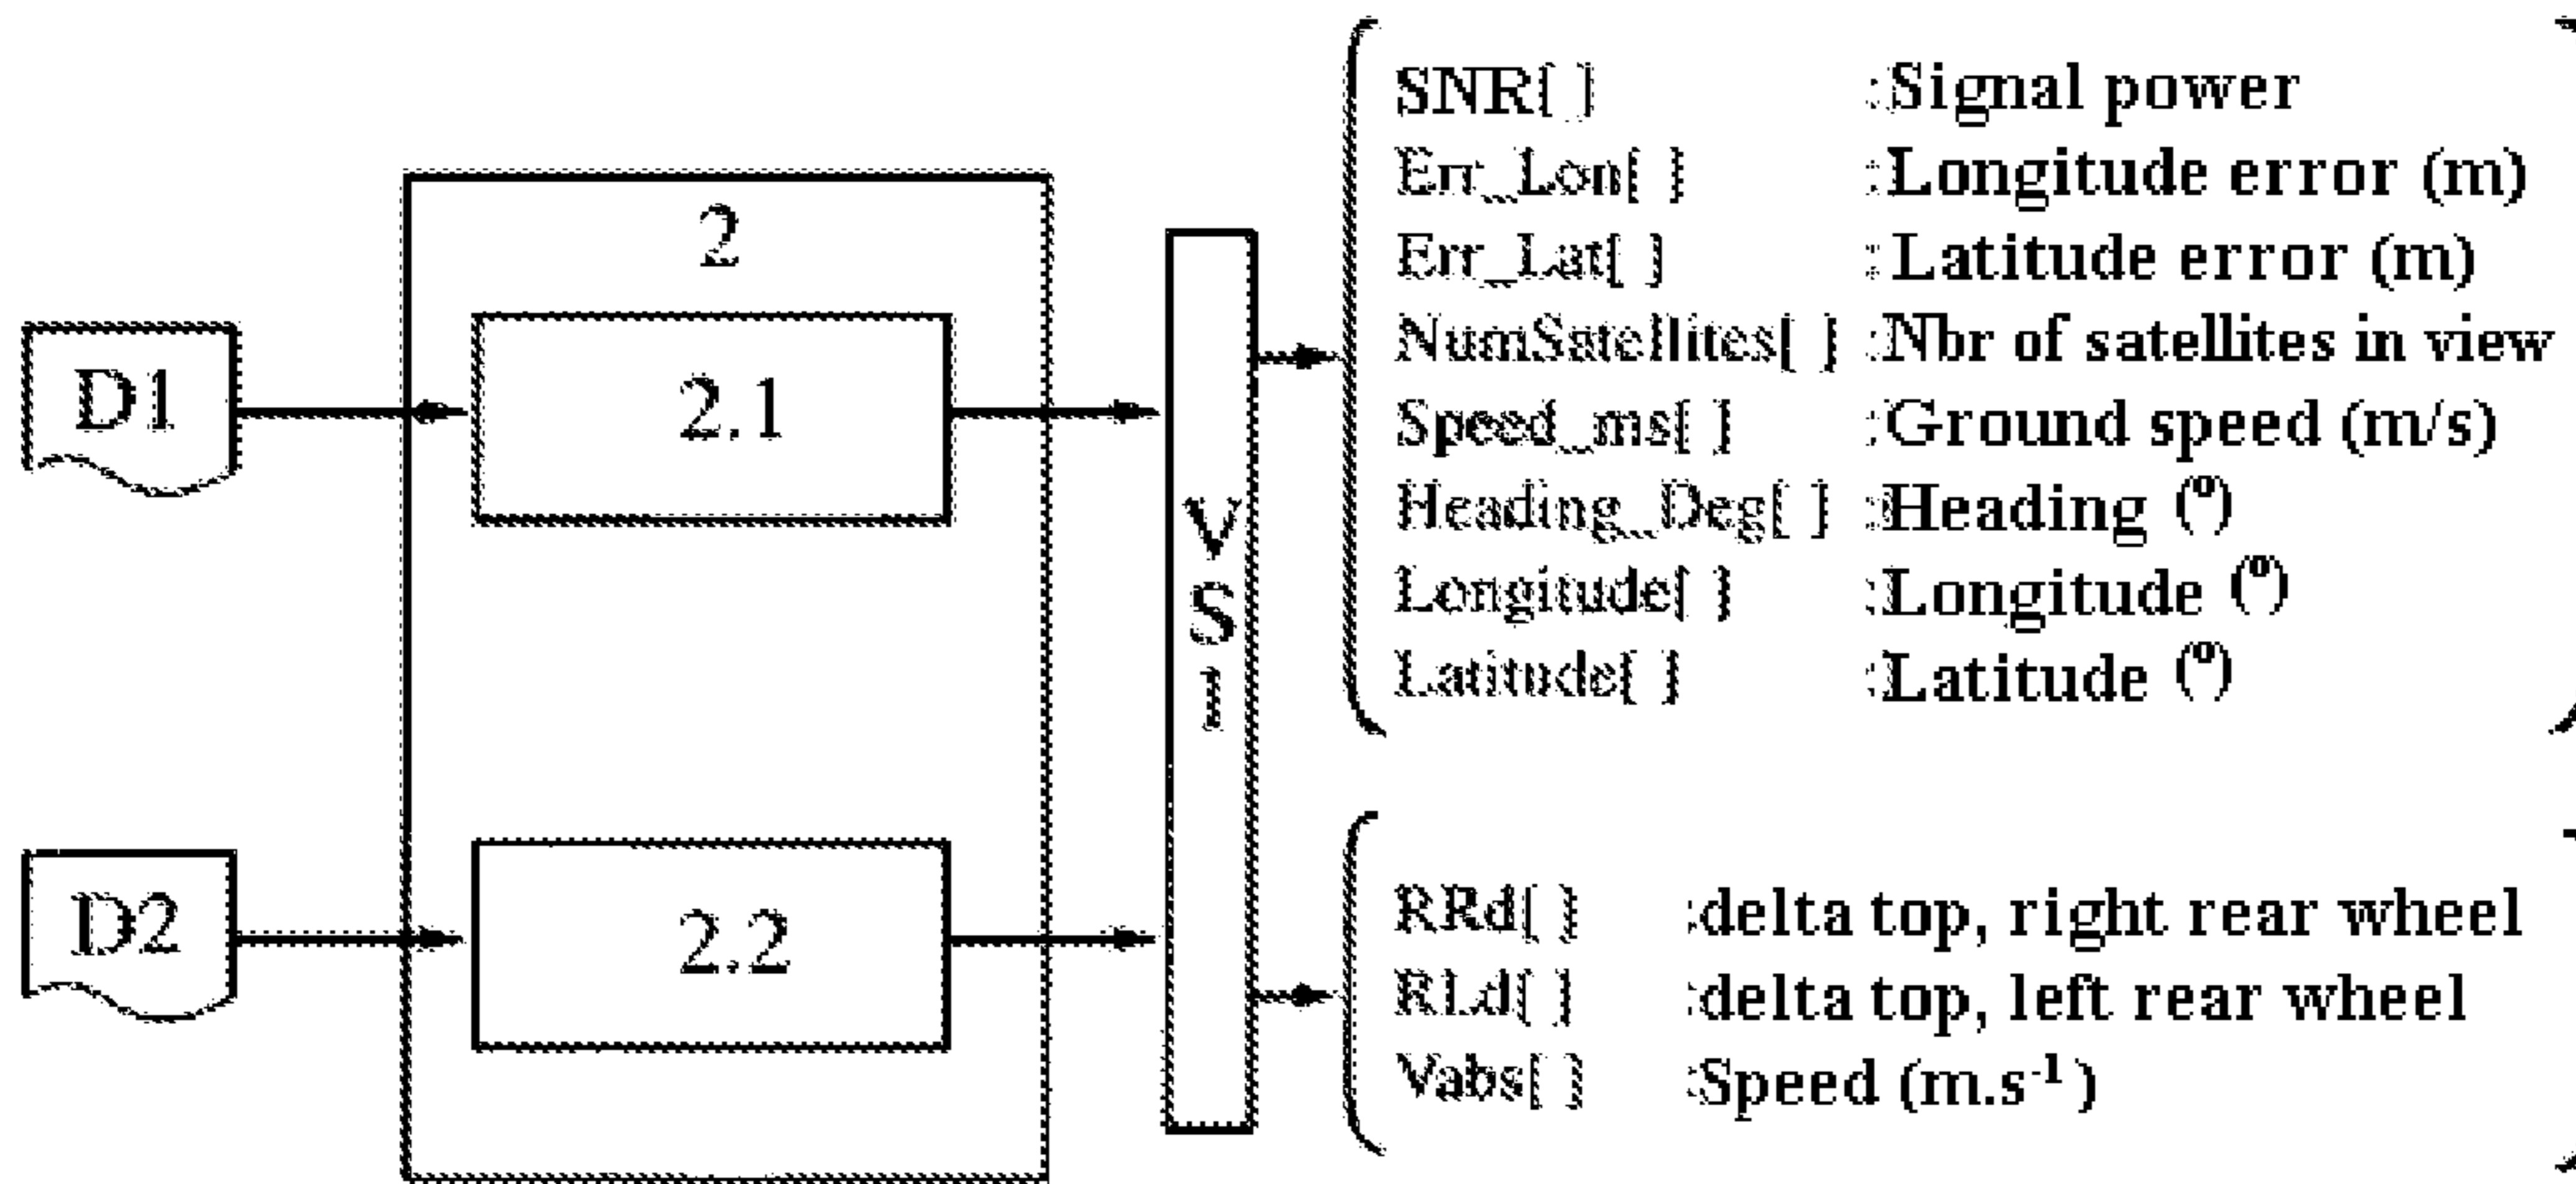 SNR[ ] :Signal power
Err_Lon[ ] :Longitude error (m)
Err_Lat[ ] :Latitude error (m)
NumSatellites[ ] :Nbr of satellites in view
Speed_ms[ ] :Ground speed (m/s)
Heading_Deg[ ] :Heading (º)
Longitude[ ] :Longitude (º)
Latitude[ ] :Latitude (º)
2
D1
2.1
V
S
1
D2
2.2
RRd[ ] :delta top, right rear wheel
RLd[ ] :delta top, left rear wheel
Vabs[ ] :Speed (m.s⁻¹)